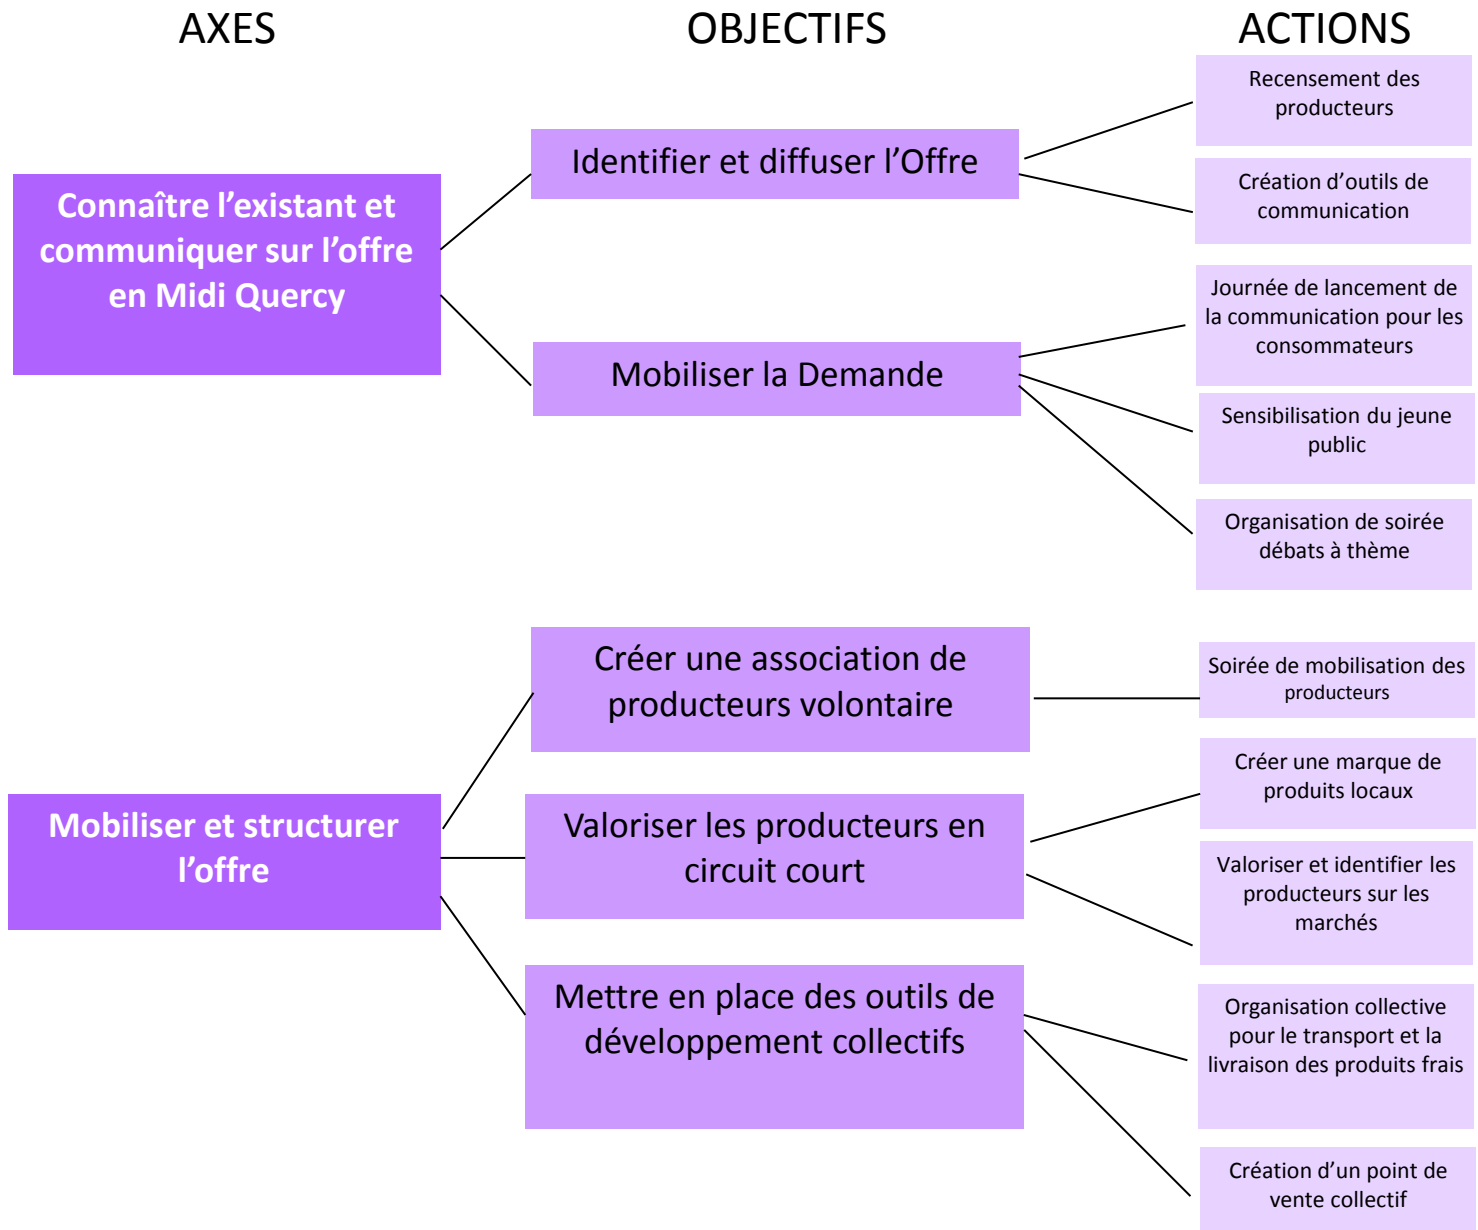 AXES
OBJECTIFS
ACTIONS
Connaître l’existant et
communiquer sur l’offre
en Midi Quercy
Identifier et diffuser l’Offre
Recensement des
producteurs
Création d’outils de
communication
Mobiliser la Demande
Journée de lancement de
la communication pour les
consommateurs
Sensibilisation du jeune
public
Organisation de soirée
débats à thème
Mobiliser et structurer
l’offre
Créer une association de
producteurs volontaire
Soirée de mobilisation des
producteurs
Valoriser les producteurs en
circuit court
Créer une marque de
produits locaux
Valoriser et identifier les
producteurs sur les
marchés
Mettre en place des outils de
développement collectifs
Organisation collective
pour le transport et la
livraison des produits frais
Création d’un point de
vente collectif